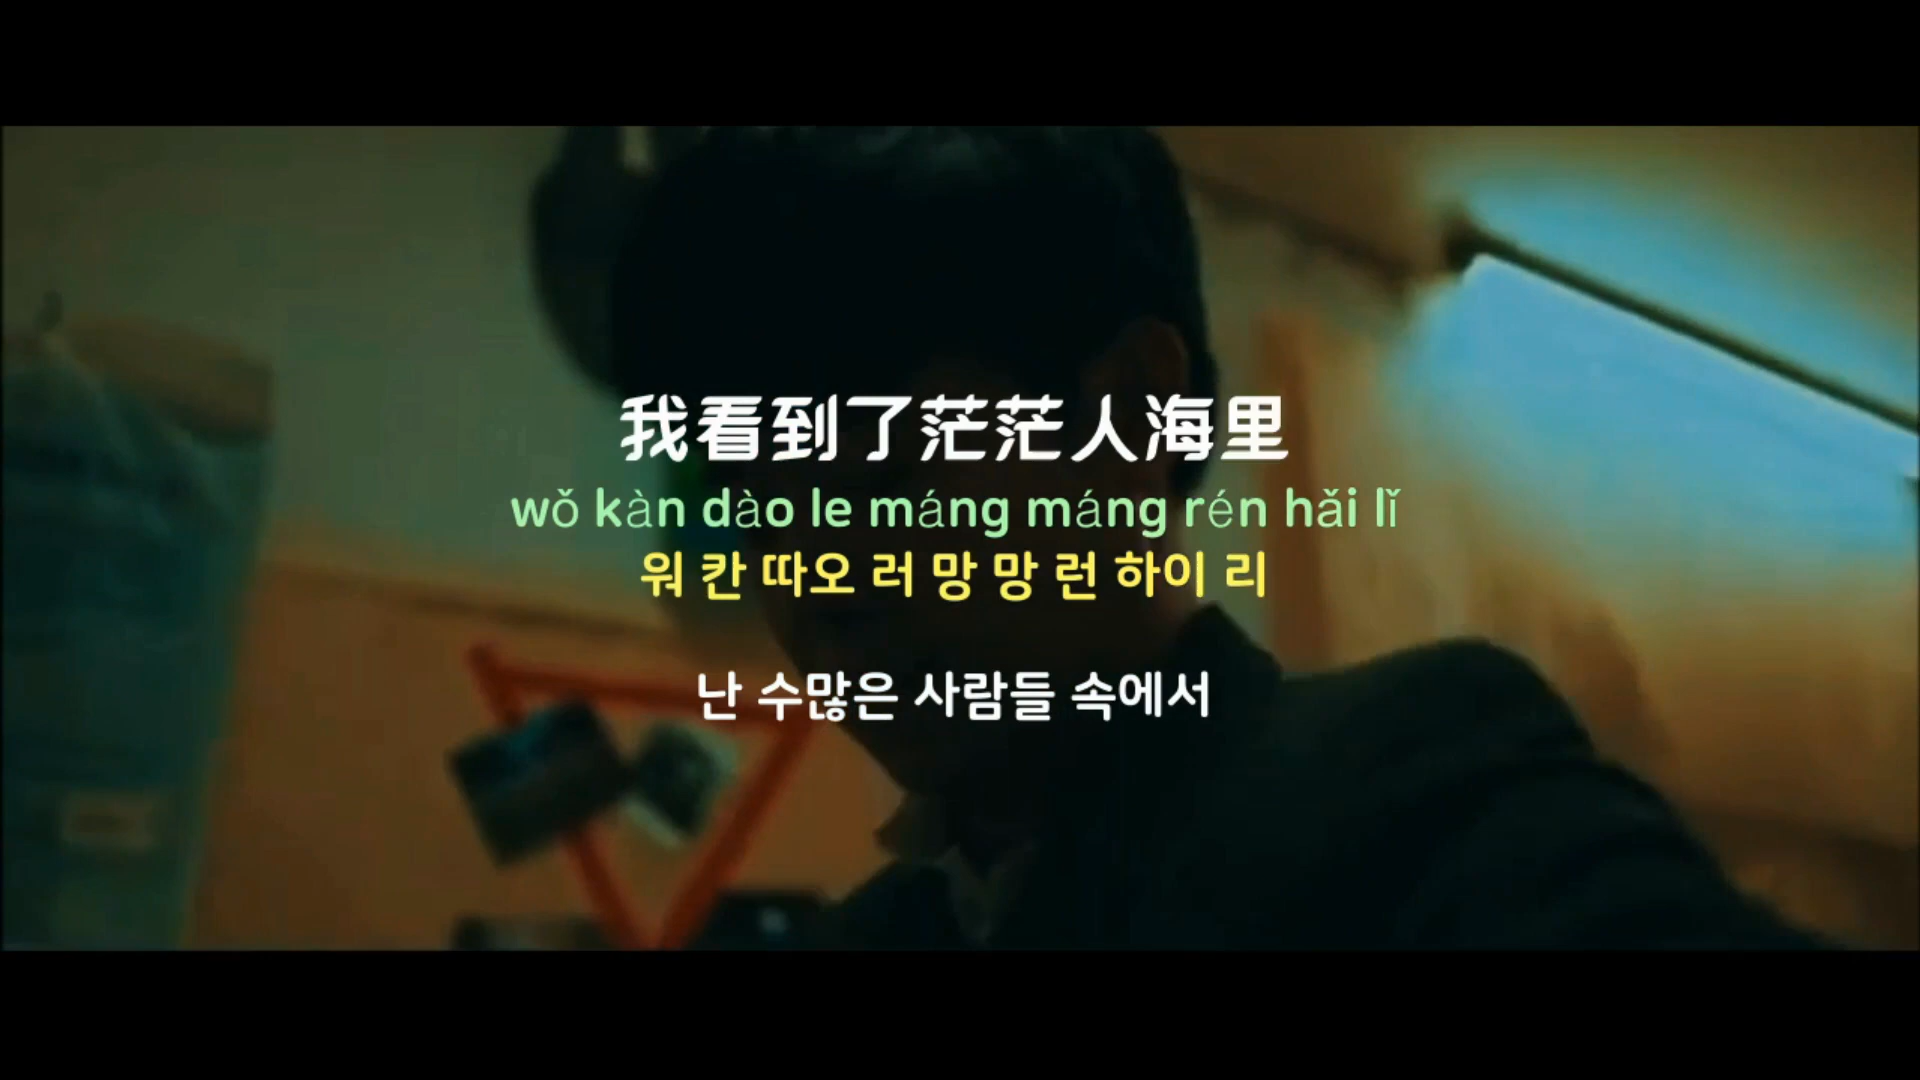 我看到了茫茫人海里
wǒ kàn dào le máng máng rén hǎi lǐ
워 칸 따오 러 망 망 런 하이 리
난 수많은 사람들 속에서